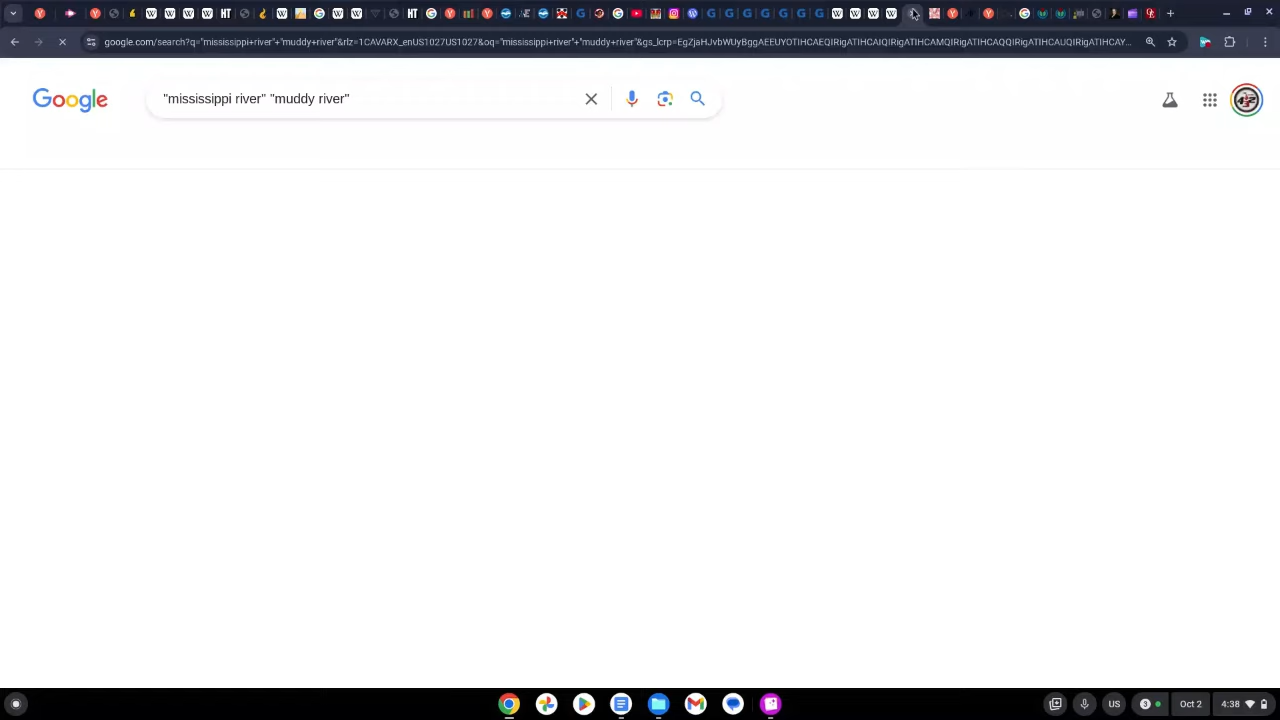 google.com/search?q="mississippi+river"+"muddy+river"&rlz=1CAVARX_enUS1027US1027&oq="mississippi+river"+"muddy+river"&gs_lcrp=EgZjaHJvbWUyBggAEEUYOTIHCAEQIRigATIHCAIQIRigATIHCAMQIRigATIHCAQQIRigATIHCAUQIRigATIHCAY...
Google
"mississippi river" "muddy river"
US
3
Oct 2
4:38